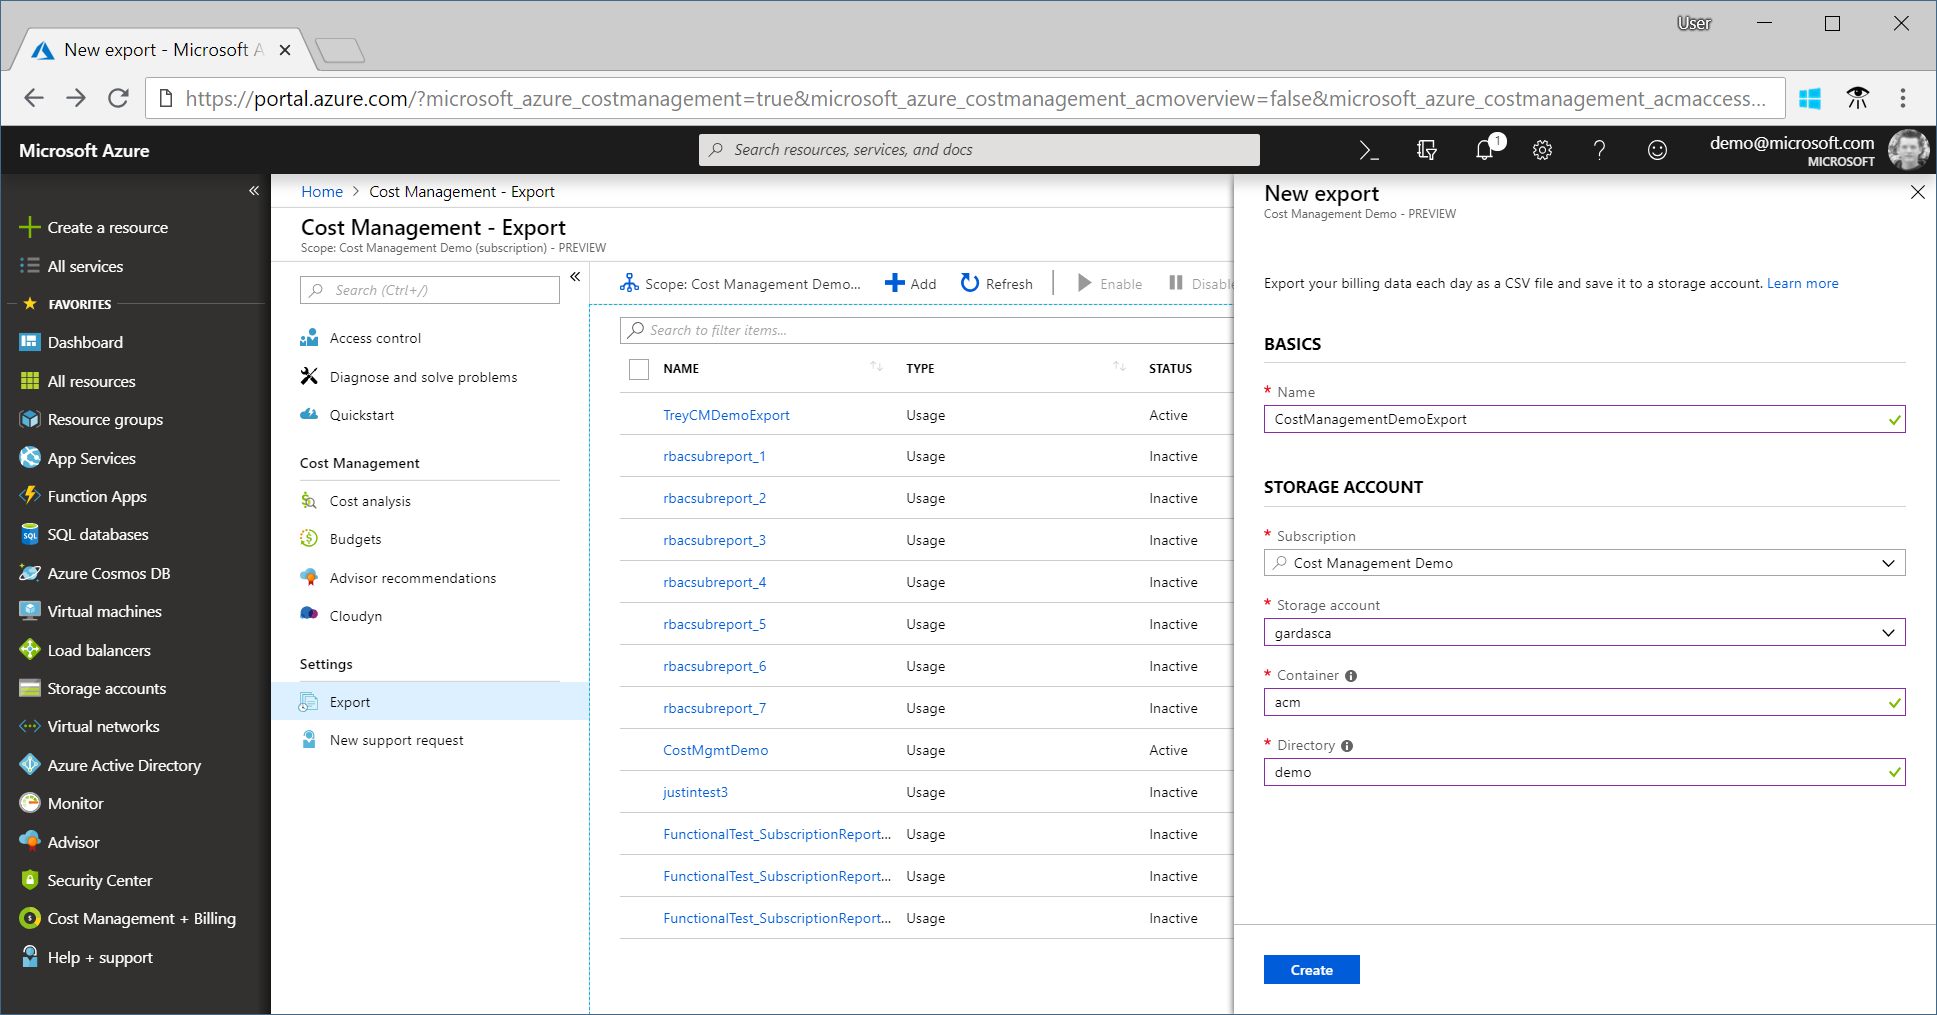 User
New export - Microsoft A
https://portal.azure.com/?microsoft_azure_costmanagement=true&microsoft_azure_costmanagement_acmoverview=false&microsoft_azure_costmanagement_acmaccess...
Microsoft Azure
Search resources, services, and docs
1
demo@microsoft.com
MICROSOFT
Create a resource
All services
FAVORITES
Dashboard
All resources
Resource groups
App Services
Function Apps
SQL databases
Azure Cosmos DB
Virtual machines
Load balancers
Storage accounts
Virtual networks
Azure Active Directory
Monitor
Advisor
Security Center
Cost Management + Billing
Help + support
Home > Cost Management - Export
Cost Management - Export
Scope: Cost Management Demo (subscription) - PREVIEW
Search (Ctrl+/)
Access control
Diagnose and solve problems
Quickstart
Cost Management
Cost analysis
Budgets
Advisor recommendations
Cloudyn
Settings
Export
New support request
Scope: Cost Management Demo... Add Refresh Enable Disable
Search to filter items...
NAME TYPE STATUS
TreyCMDemoExport Usage Active
rbacsubreport_1 Usage Inactive
rbacsubreport_2 Usage Inactive
rbacsubreport_3 Usage Inactive
rbacsubreport_4 Usage Inactive
rbacsubreport_5 Usage Inactive
rbacsubreport_6 Usage Inactive
rbacsubreport_7 Usage Inactive
CostMgmtDemo Usage Active
justintest3 Usage Inactive
FunctionalTest_SubscriptionReport... Usage Inactive
FunctionalTest_SubscriptionReport... Usage Inactive
FunctionalTest_SubscriptionReport... Usage Inactive
New export
Cost Management Demo - PREVIEW
Export your billing data each day as a CSV file and save it to a storage account. Learn more
BASICS
* Name
CostManagementDemoExport
STORAGE ACCOUNT
* Subscription
Cost Management Demo
* Storage account
gardasca
* Container
acm
* Directory
demo
Create